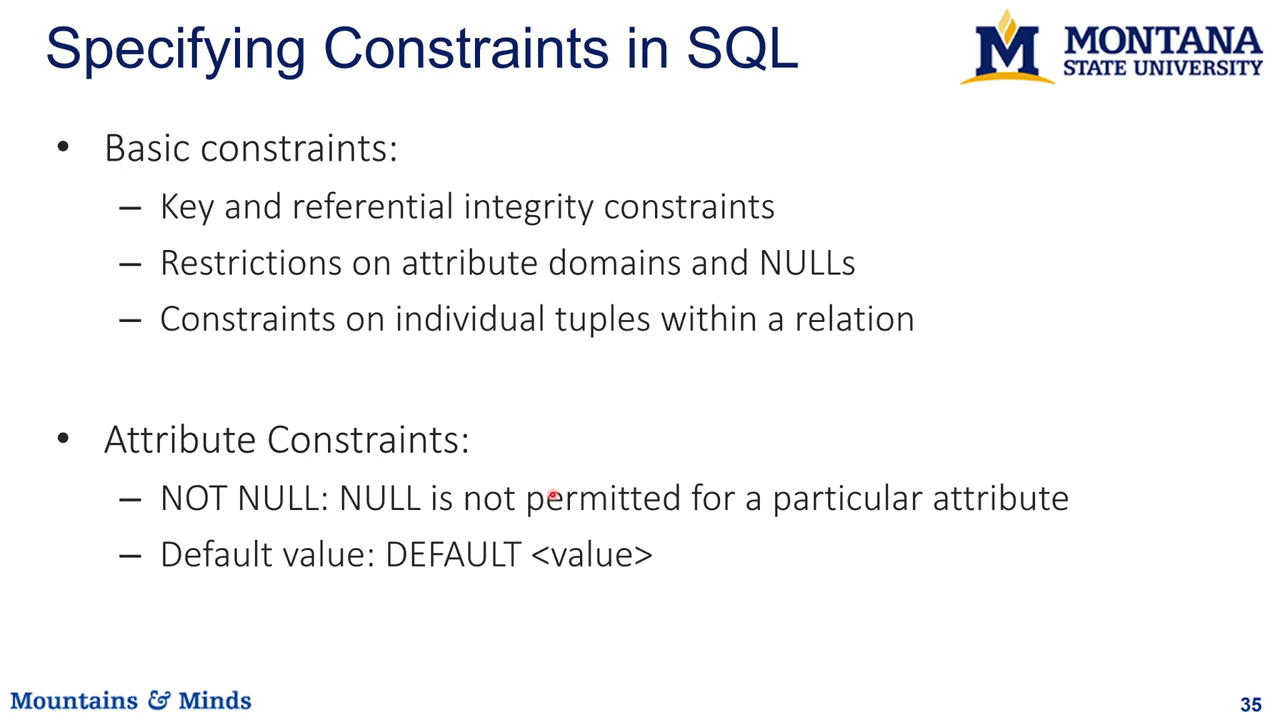 Specifying Constraints in SQL
M MONTANA
STATE UNIVERSITY
• Basic constraints:
– Key and referential integrity constraints
– Restrictions on attribute domains and NULLs
– Constraints on individual tuples within a relation
• Attribute Constraints:
– NOT NULL: NULL is not permitted for a particular attribute
– Default value: DEFAULT <value>
Mountains & Minds
35